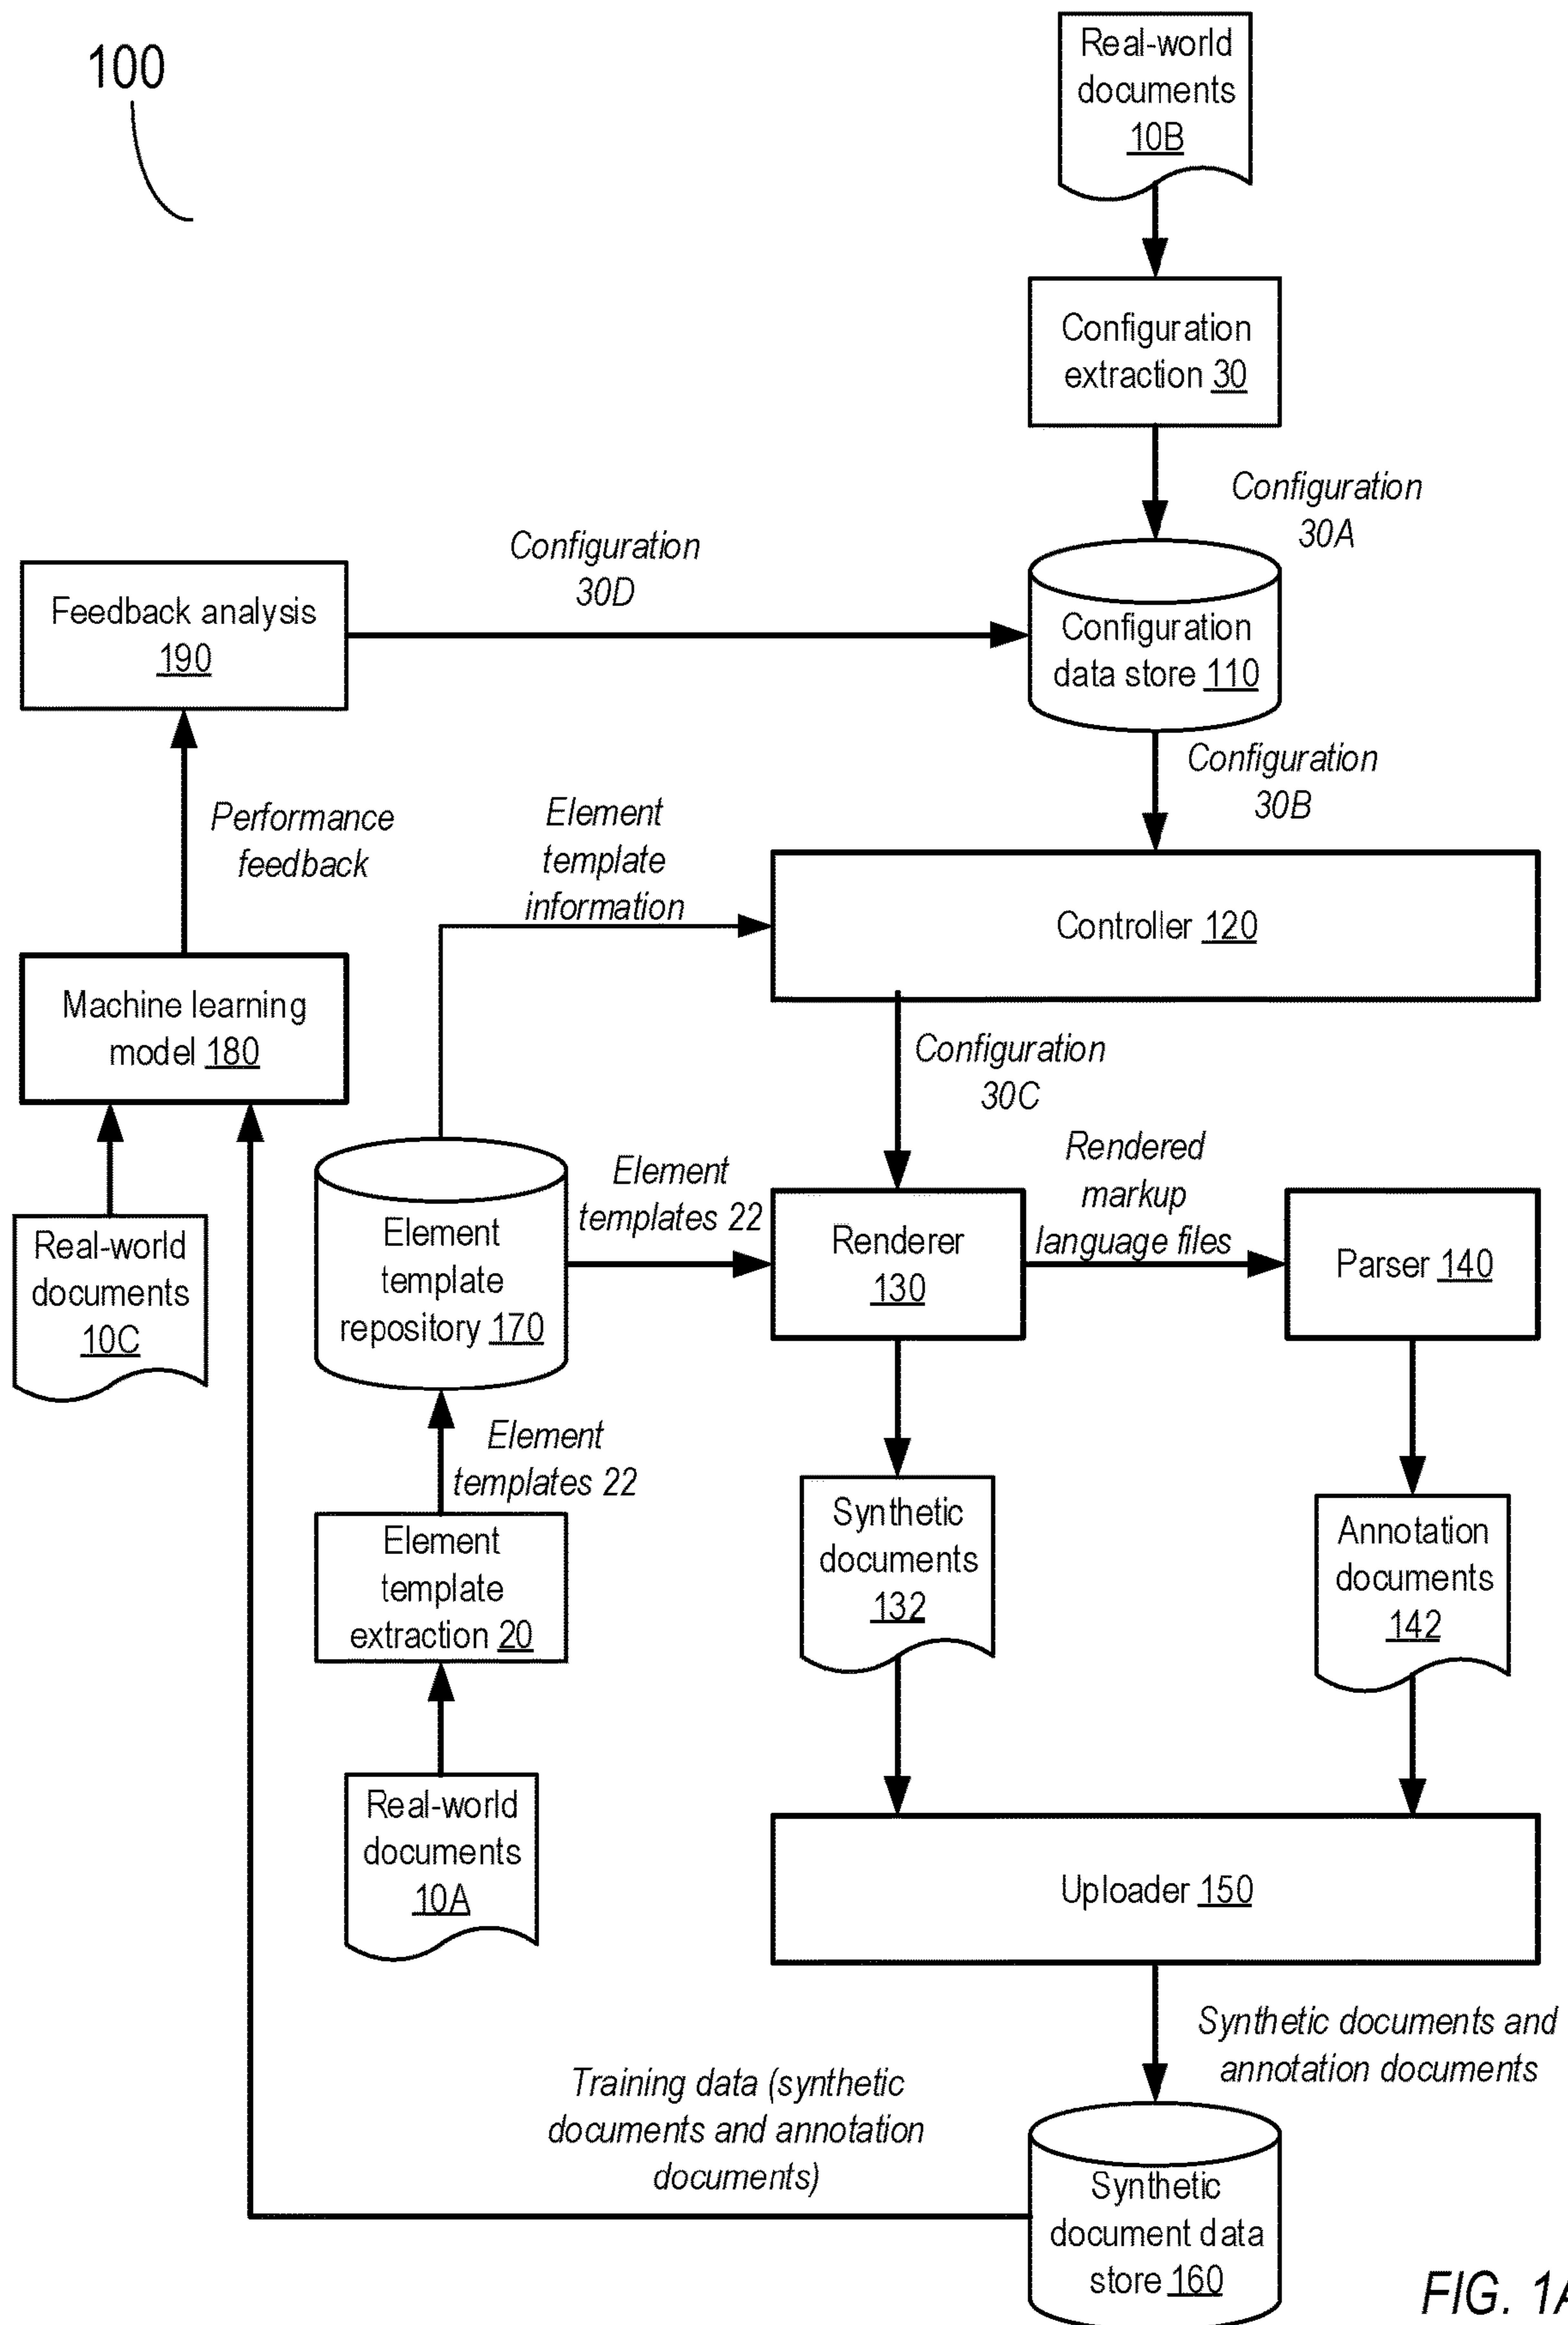 100
Real-world
documents
10B
Configuration
extraction 30
Configuration
30A
Configuration
30D
Feedback analysis
190
Configuration
data store 110
Configuration
30B
Performance
feedback
Element
template
information
Controller 120
Machine learning
model 180
Configuration
30C
Real-world
documents
10C
Element
template
repository 170
Element
templates 22
Renderer
130
Rendered
markup
language files
Parser 140
Element
templates 22
Element
template
extraction 20
Synthetic
documents
132
Annotation
documents
142
Real-world
documents
10A
Uploader 150
Synthetic documents and
annotation documents
Training data (synthetic
documents and annotation
documents)
Synthetic
document data
store 160
FIG. 1A